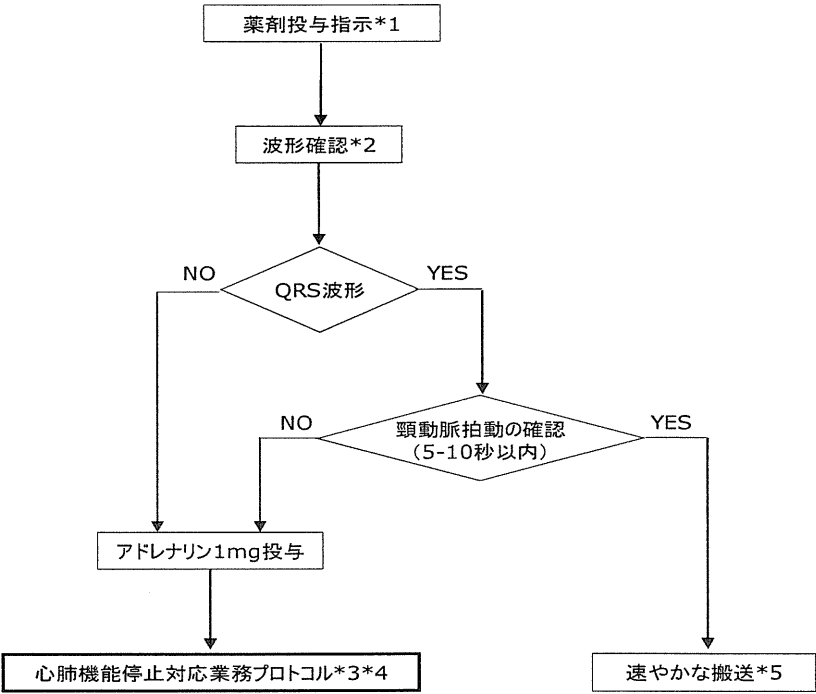 薬剤投与指示*1
波形確認*2
NO
YES
QRS波形
NO
YES
頸動脈拍動の確認
(5-10秒以内)
アドレナリン1mg投与
心肺機能停止対応業務プロトコル*3*4
速やかな搬送*5